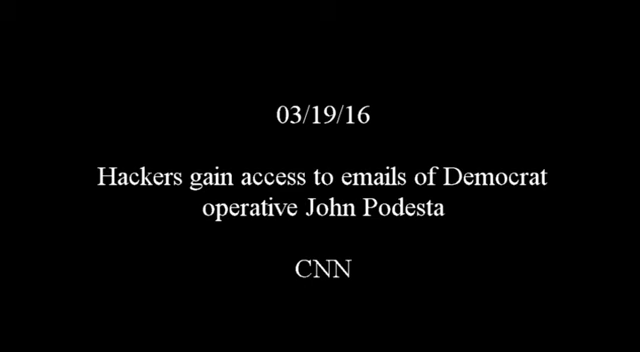 03/19/16
Hackers gain access to emails of Democrat
operative John Podesta
CNN